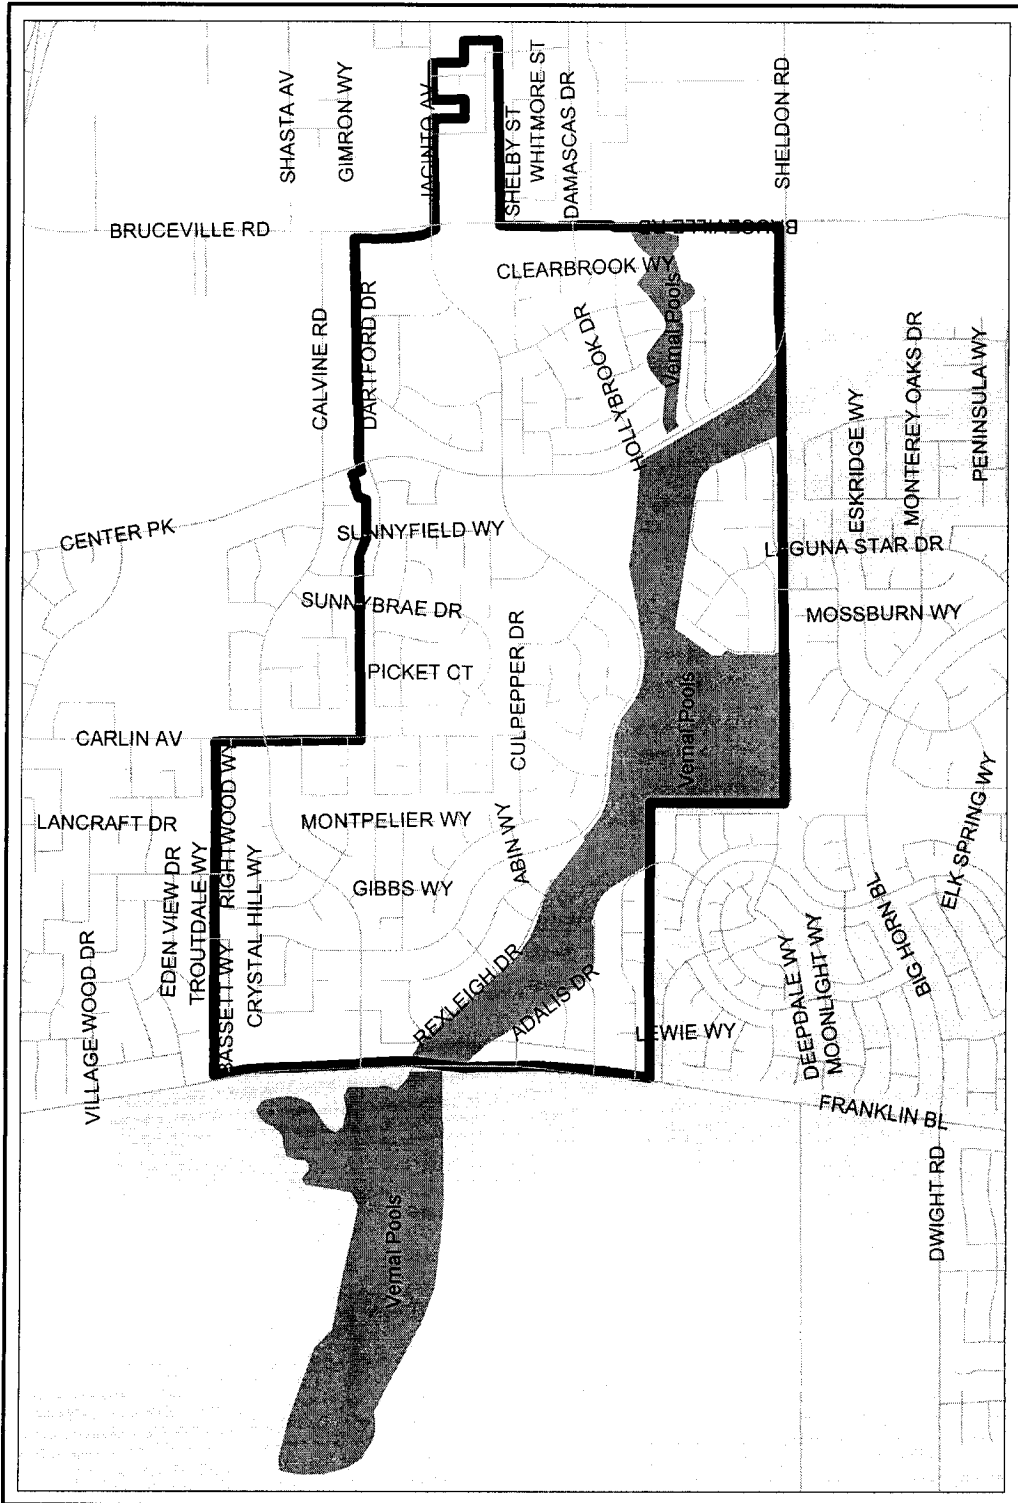 SHASTA AV
GIMRON WY
JACINTO AV
SHELBY ST
WHITMORE ST
DAMASCAS DR
SHELDON RD
BRUCEVILLE RD
BRUCEVILLE RD
CLEARBROOK WY
Vernal Pools
CALVINE RD
DARTFORD DR
HOLLYBROOK DR
ESKRIDGE WY
MONTEREY OAKS DR
PENINSULA WY
CENTER PK
SUNNYFIELD WY
LAGUNA STAR DR
SUNNYBRAE DR
MOSSBURN WY
PICKET CT
CULPEPPER DR
Vernal Pools
CARLIN AV
RIGHTWOOD WY
LANCRAFT DR
MONTPELIER WY
ABIN WY
ELK SPRING WY
EDEN VIEW DR
TROUTDALE WY
CRYSTAL HILL WY
GIBBS WY
BIG HORN BL
VILLAGE WOOD DR
BASSETT WY
REXLEIGH DR
ADALIS DR
LEWIE WY
DEEPDALE WY
MOONLIGHT WY
FRANKLIN BL
DWIGHT RD
Vernal Pools